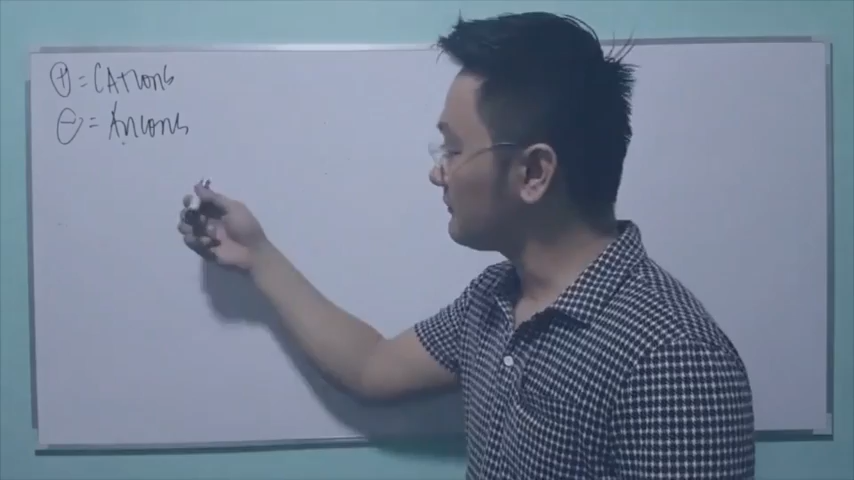 ⊕ = CAtions
⊖ = Anions